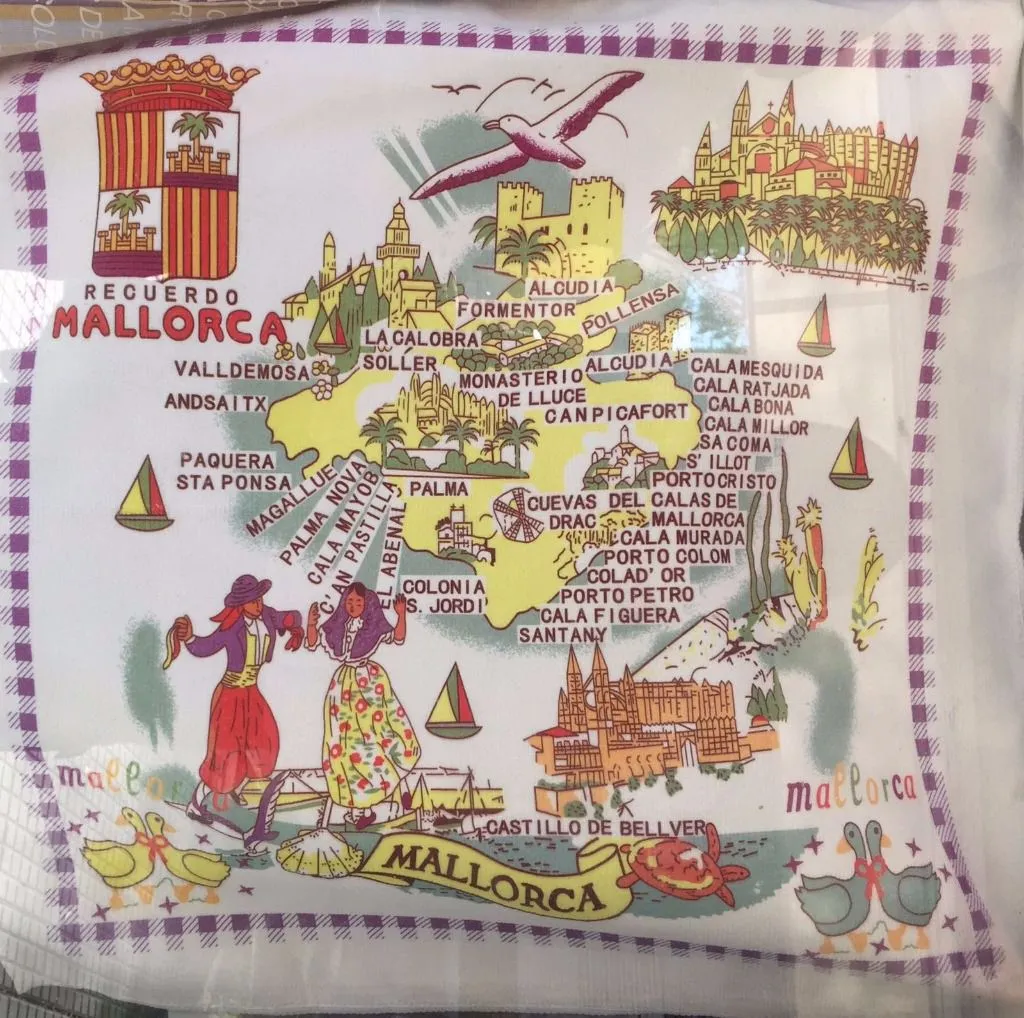 RECUERDO
MALLORCA
ALCUDIA
FORMENTOR
POLLENSA
LA CALOBRA
SOLLÉR
VALLDEMOSA
ANDSAITX
MONASTERIO
DE LLUCE
ALCUDIA
CAN PICAFORT
CALA MESQUIDA
CALA RATJADA
CALA BONA
CALA MILLOR
SA COMA
S' ILLOT
PORTO CRISTO
PAQUERA
STA PONSA
MAGALLUE
PALMA NOVA
CALA MAYOR
C'AN PASTILLA
EL ABENAL
PALMA
CUEVAS DEL
DRAC
CALAS DE
MALLORCA
CALA MURADA
PORTO COLOM
COLAD' OR
PORTO PETRO
CALA FIGUERA
SANTANY
COLONIA
S. JORDI
mallorca
mallorca
CASTILLO DE BELLVER
MALLORCA